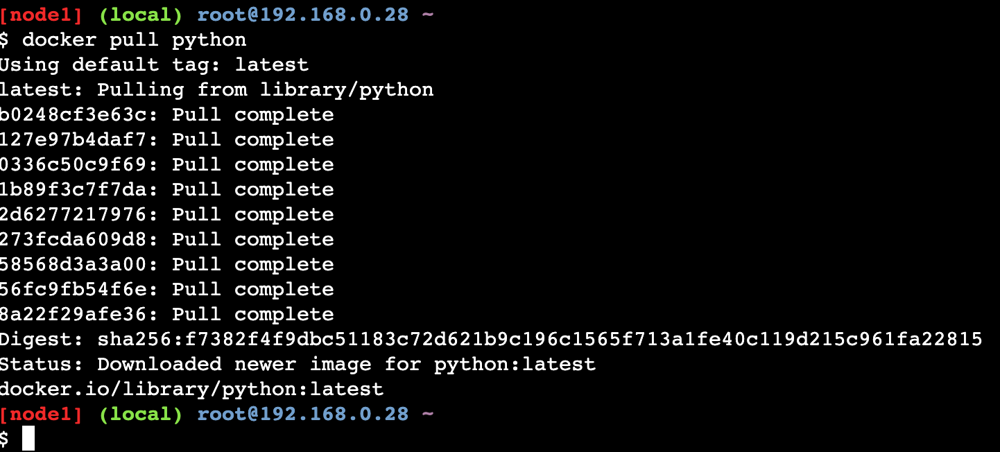 [node1] (local) root@192.168.0.28 ~
$ docker pull python
Using default tag: latest
latest: Pulling from library/python
b0248cf3e63c: Pull complete
127e97b4daf7: Pull complete
0336c50c9f69: Pull complete
1b89f3c7f7da: Pull complete
2d6277217976: Pull complete
273fcda609d8: Pull complete
58568d3a3a00: Pull complete
56fc9fb54f6e: Pull complete
8a22f29afe36: Pull complete
Digest: sha256:f7382f4f9dbc51183c72d621b9c196c1565f713a1fe40c119d215c961fa22815
Status: Downloaded newer image for python:latest
docker.io/library/python:latest
[node1] (local) root@192.168.0.28 ~
$